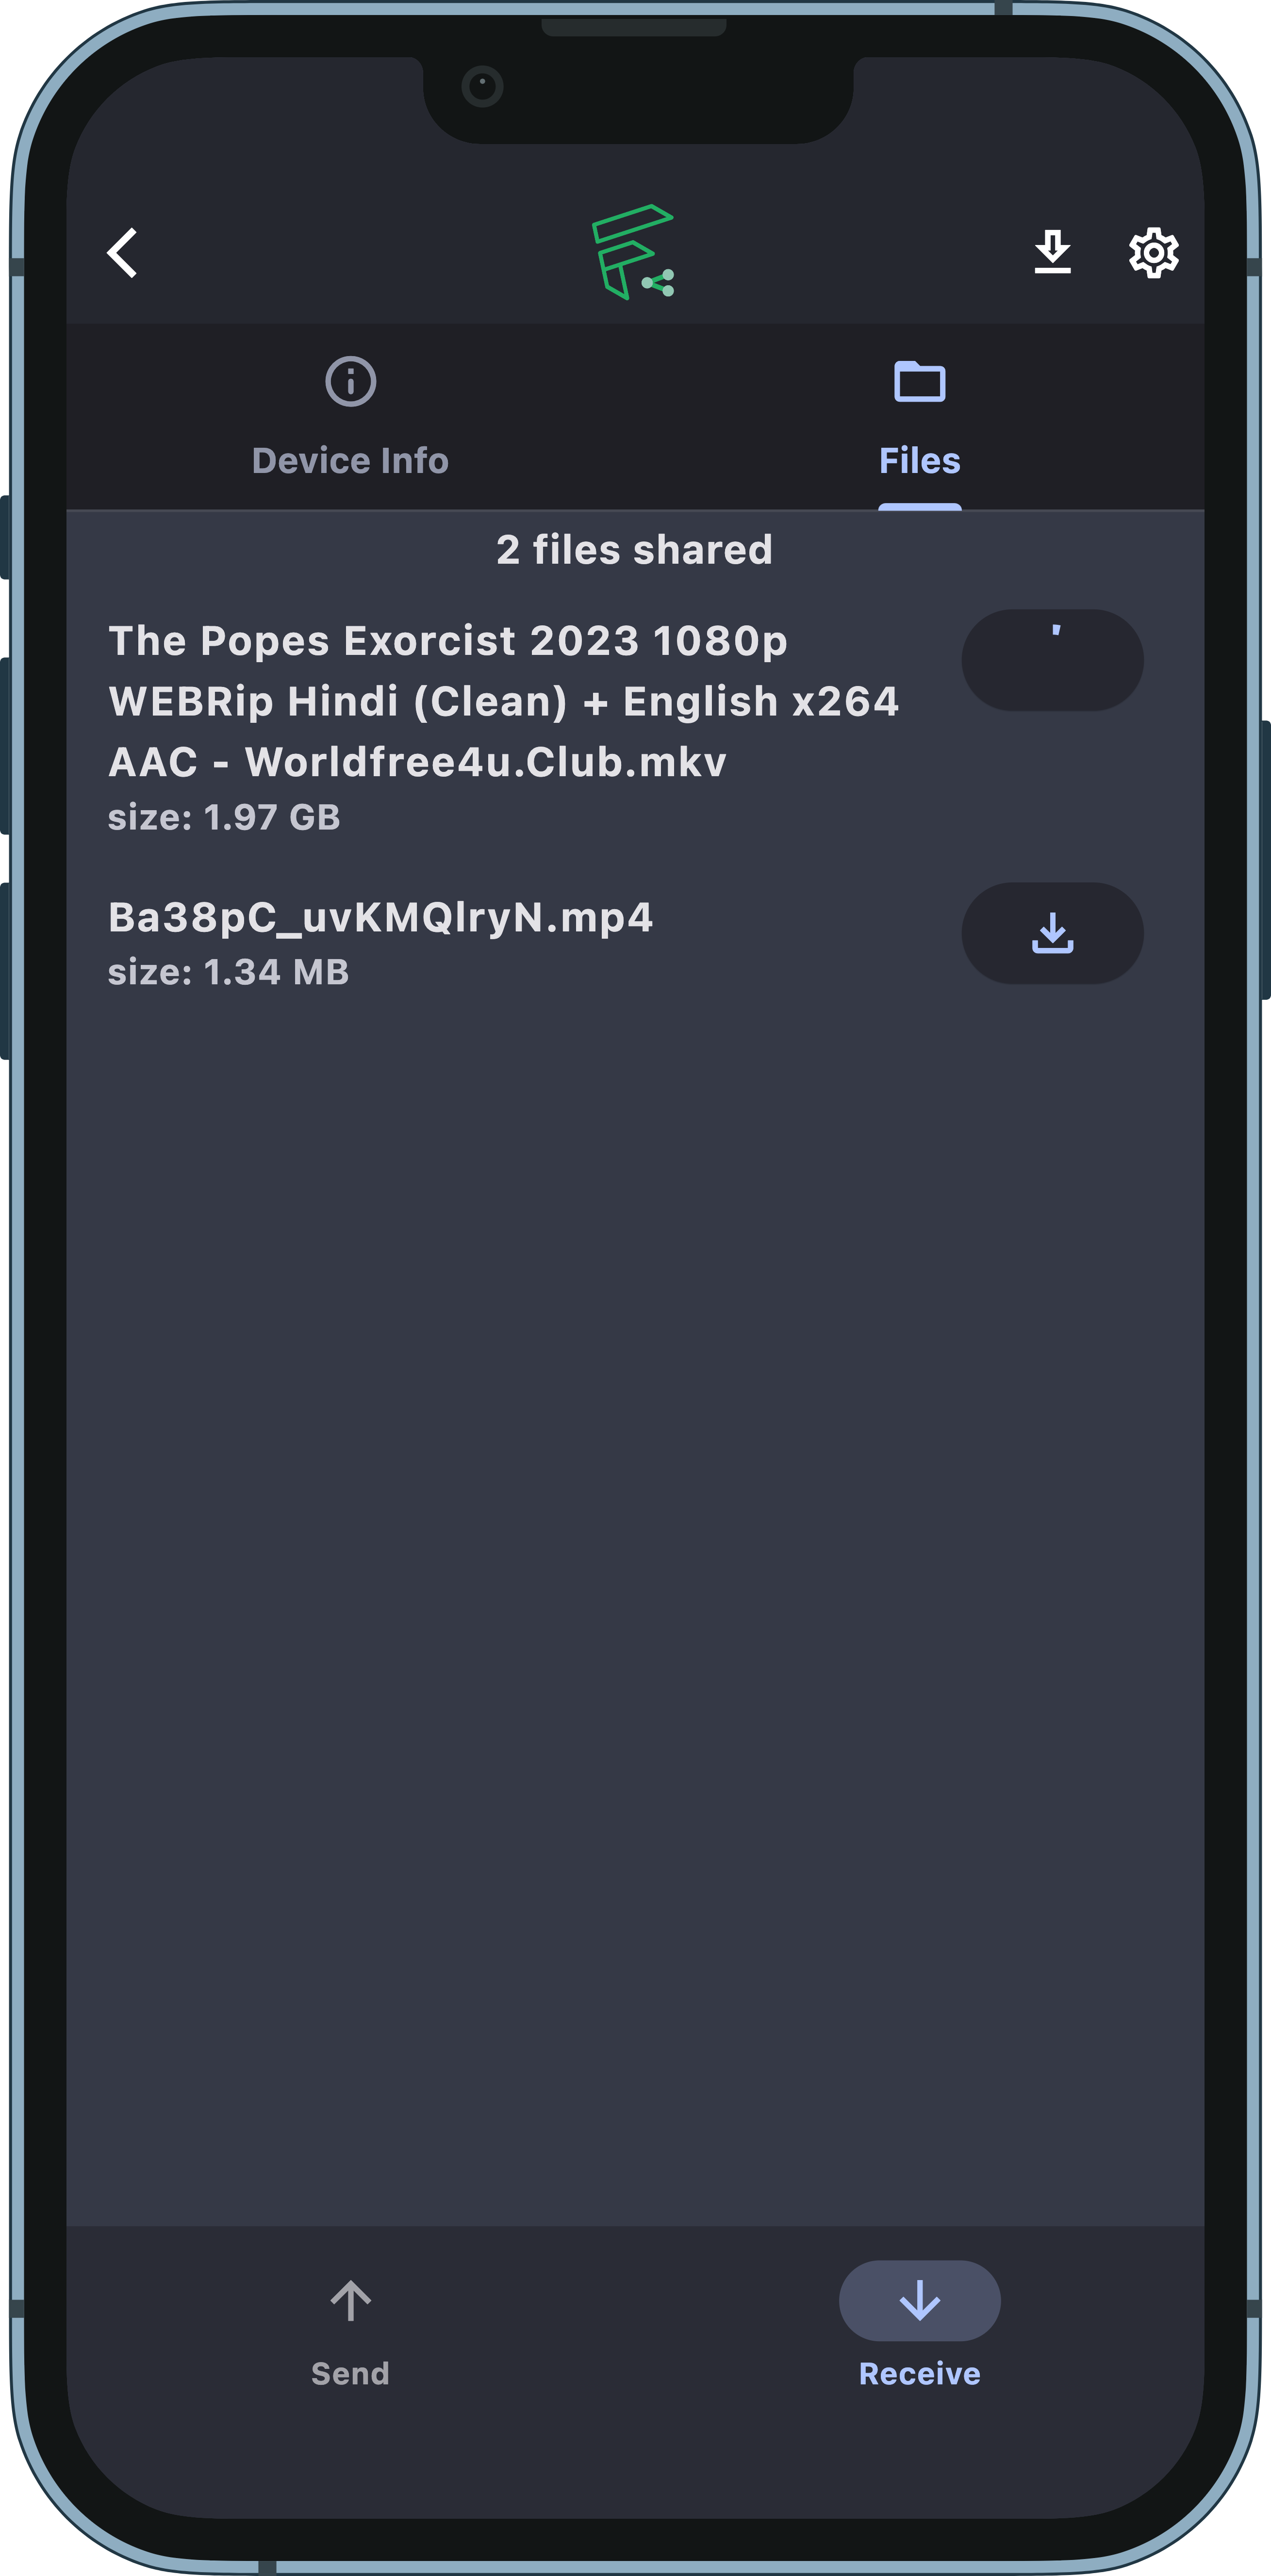 Device Info
Files
2 files shared
The Popes Exorcist 2023 1080p
WEBRip Hindi (Clean) + English x264
AAC - Worldfree4u.Club.mkv
size: 1.97 GB
Ba38pC_uvKMQlryN.mp4
size: 1.34 MB
Send
Receive